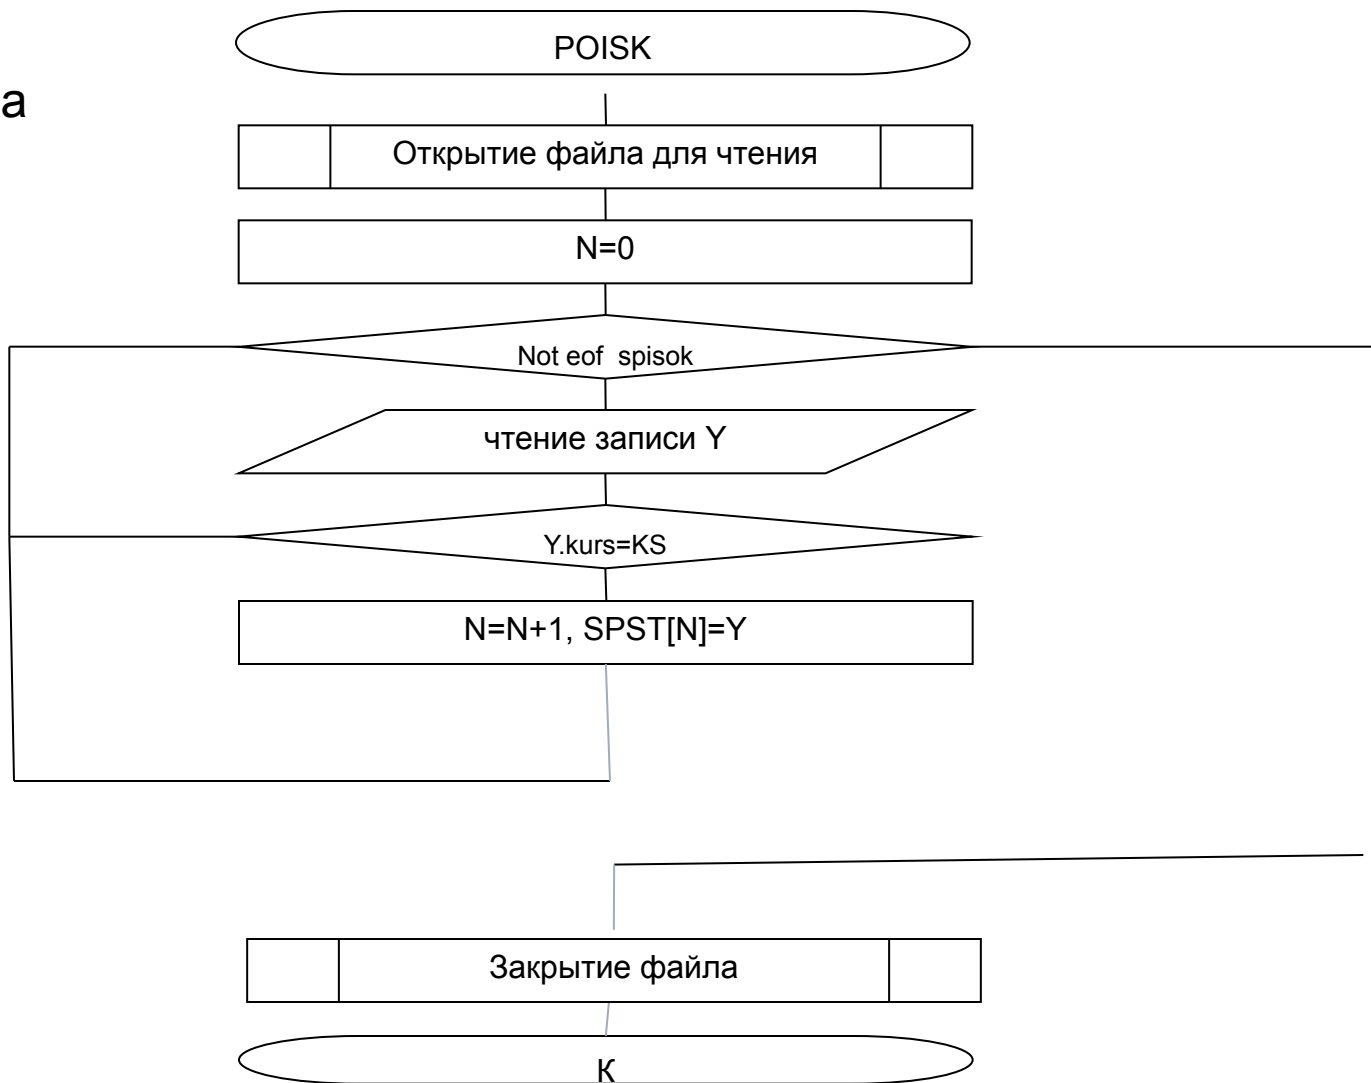 POISK
а
Открытие файла для чтения
N=0
Not eof spisok
чтение записи Y
Y.kurs=KS
N=N+1, SPST[N]=Y
Закрытие файла
К